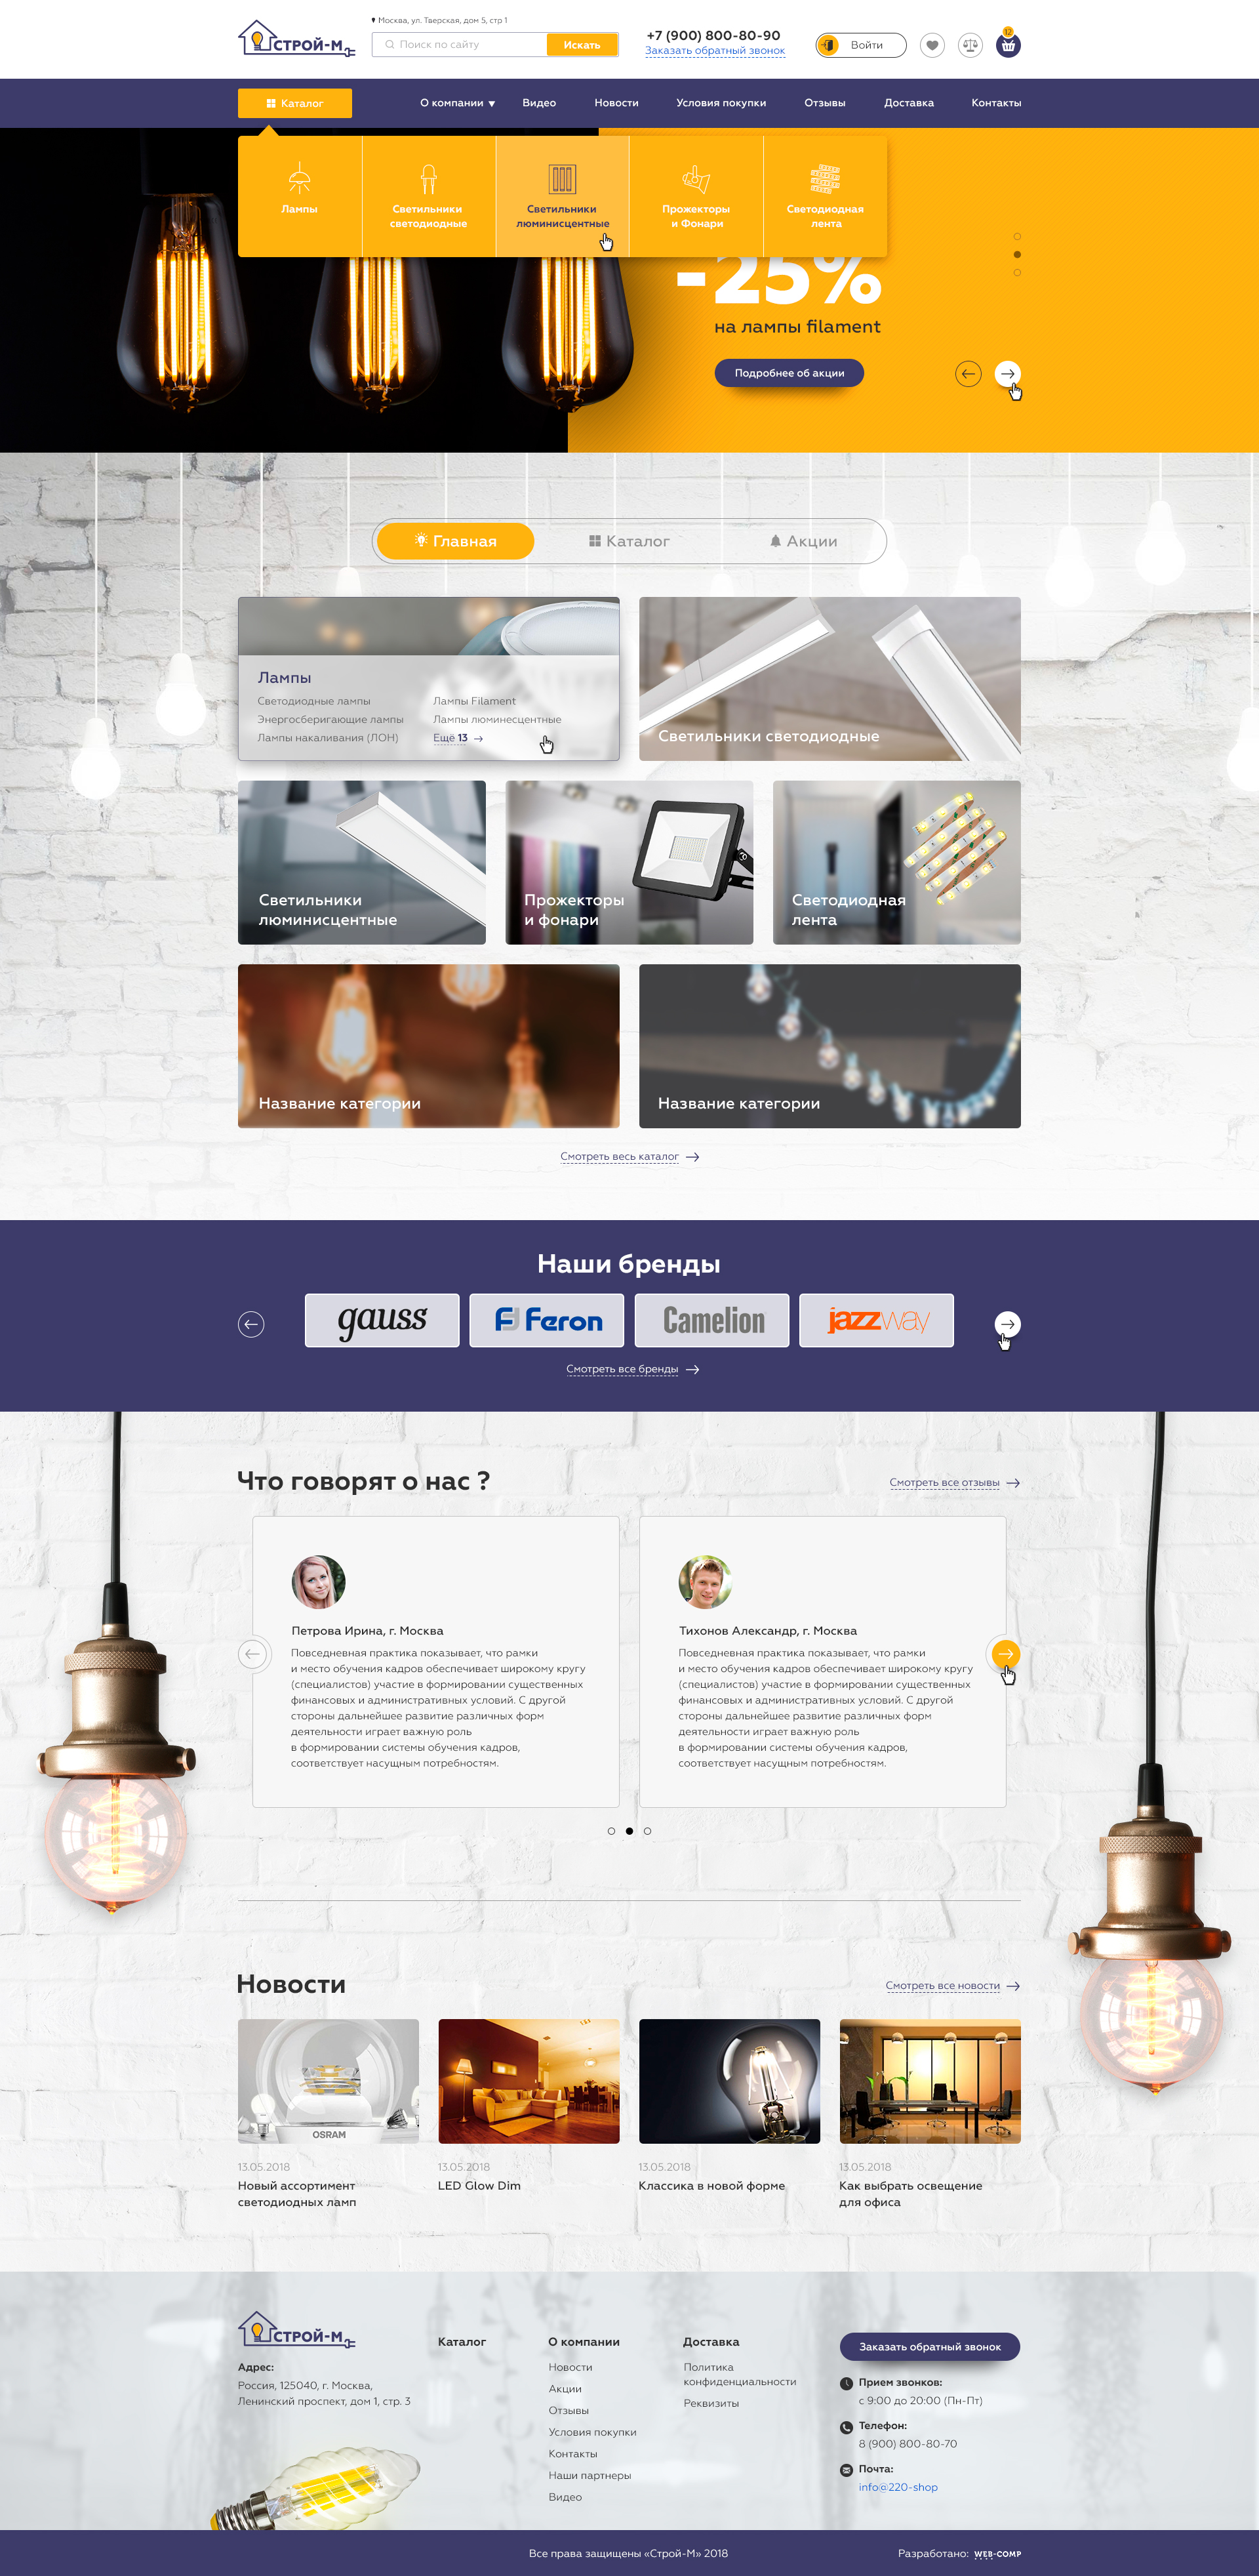 СТРОЙ-М
Москва, ул. Тверская, дом 5, стр 1
Поиск по сайту
Искать
+7 (900) 800-80-90
Заказать обратный звонок
Войти
12
Каталог
О компании
Видео
Новости
Условия покупки
Отзывы
Доставка
Контакты
Лампы
Светильники
светодиодные
Светильники
люминисцентные
Прожекторы
и Фонари
Светодиодная
лента
-25%
на лампы filament
Подробнее об акции
Главная
Каталог
Акции
Лампы
Светодиодные лампы
Энергосберигающие лампы
Лампы накаливания (ЛОН)
Лампы Filament
Лампы люминесцентные
Ещё 13
Светильники светодиодные
Светильники
люминисцентные
Прожекторы
и фонари
Светодиодная
лента
Название категории
Название категории
Смотреть весь каталог
Наши бренды
gauss
Feron
Camelion
jazzway
Смотреть все бренды
Что говорят о нас ?
Смотреть все отзывы
Петрова Ирина, г. Москва
Повседневная практика показывает, что рамки
и место обучения кадров обеспечивает широкому кругу
(специалистов) участие в формировании существенных
финансовых и административных условий. С другой
стороны дальнейшее развитие различных форм
деятельности играет важную роль
в формировании системы обучения кадров,
соответствует насущным потребностям.
Тихонов Александр, г. Москва
Повседневная практика показывает, что рамки
и место обучения кадров обеспечивает широкому кругу
(специалистов) участие в формировании существенных
финансовых и административных условий. С другой
стороны дальнейшее развитие различных форм
деятельности играет важную роль
в формировании системы обучения кадров,
соответствует насущным потребностям.
Новости
Смотреть все новости
OSRAM
13.05.2018
Новый ассортимент
светодиодных ламп
13.05.2018
LED Glow Dim
13.05.2018
Классика в новой форме
13.05.2018
Как выбрать освещение
для офиса
СТРОЙ-М
Адрес:
Россия, 125040, г. Москва,
Ленинский проспект, дом 1, стр. 3
Каталог
О компании
Новости
Акции
Отзывы
Условия покупки
Контакты
Наши партнеры
Видео
Доставка
Политика
конфиденциальности
Реквизиты
Заказать обратный звонок
Прием звонков:
с 9:00 до 20:00 (Пн-Пт)
Телефон:
8 (900) 800-80-70
Почта:
info@220-shop
Все права защищены «Строй-М» 2018
Разработано: WEB-COMP